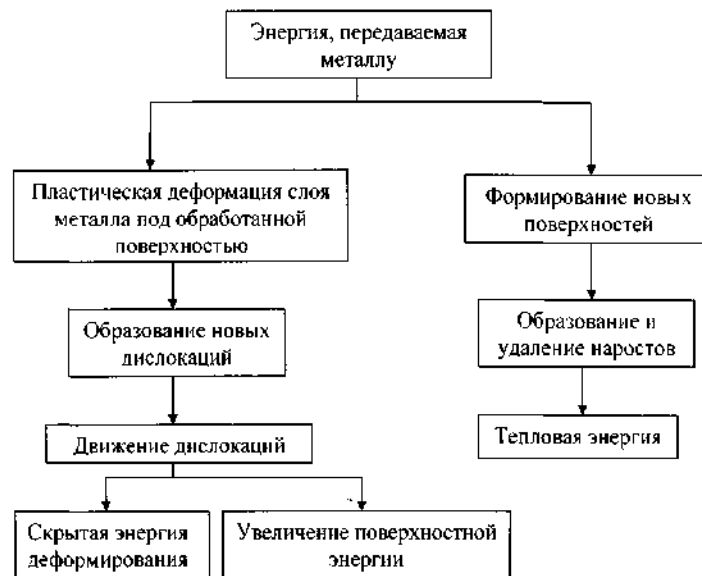 Энергия, передаваемая
металлу
Пластическая деформация слоя
металла под обработанной
поверхностью
Формирование новых
поверхностей
Образование новых
дислокаций
Образование и
удаление наростов
Движение дислокаций
Тепловая энергия
Скрытая энергия
деформирования
Увеличение поверхностной
энергии